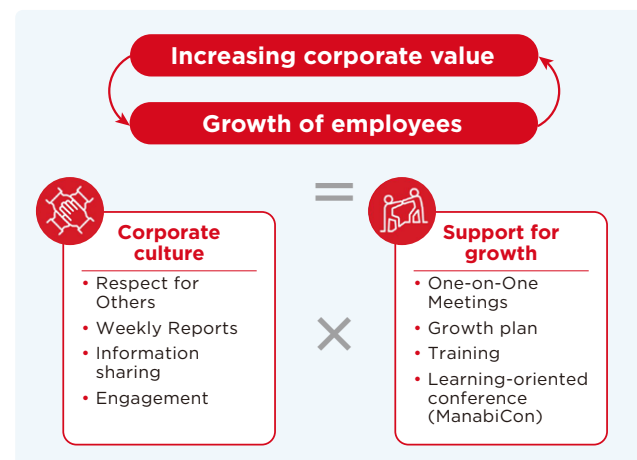 Increasing corporate value
Growth of employees
=
Corporate
culture
• Respect for
Others
• Weekly Reports
• Information
sharing
• Engagement
×
Support for
growth
• One-on-One
Meetings
• Growth plan
• Training
• Learning-oriented
conference
(ManabiCon)